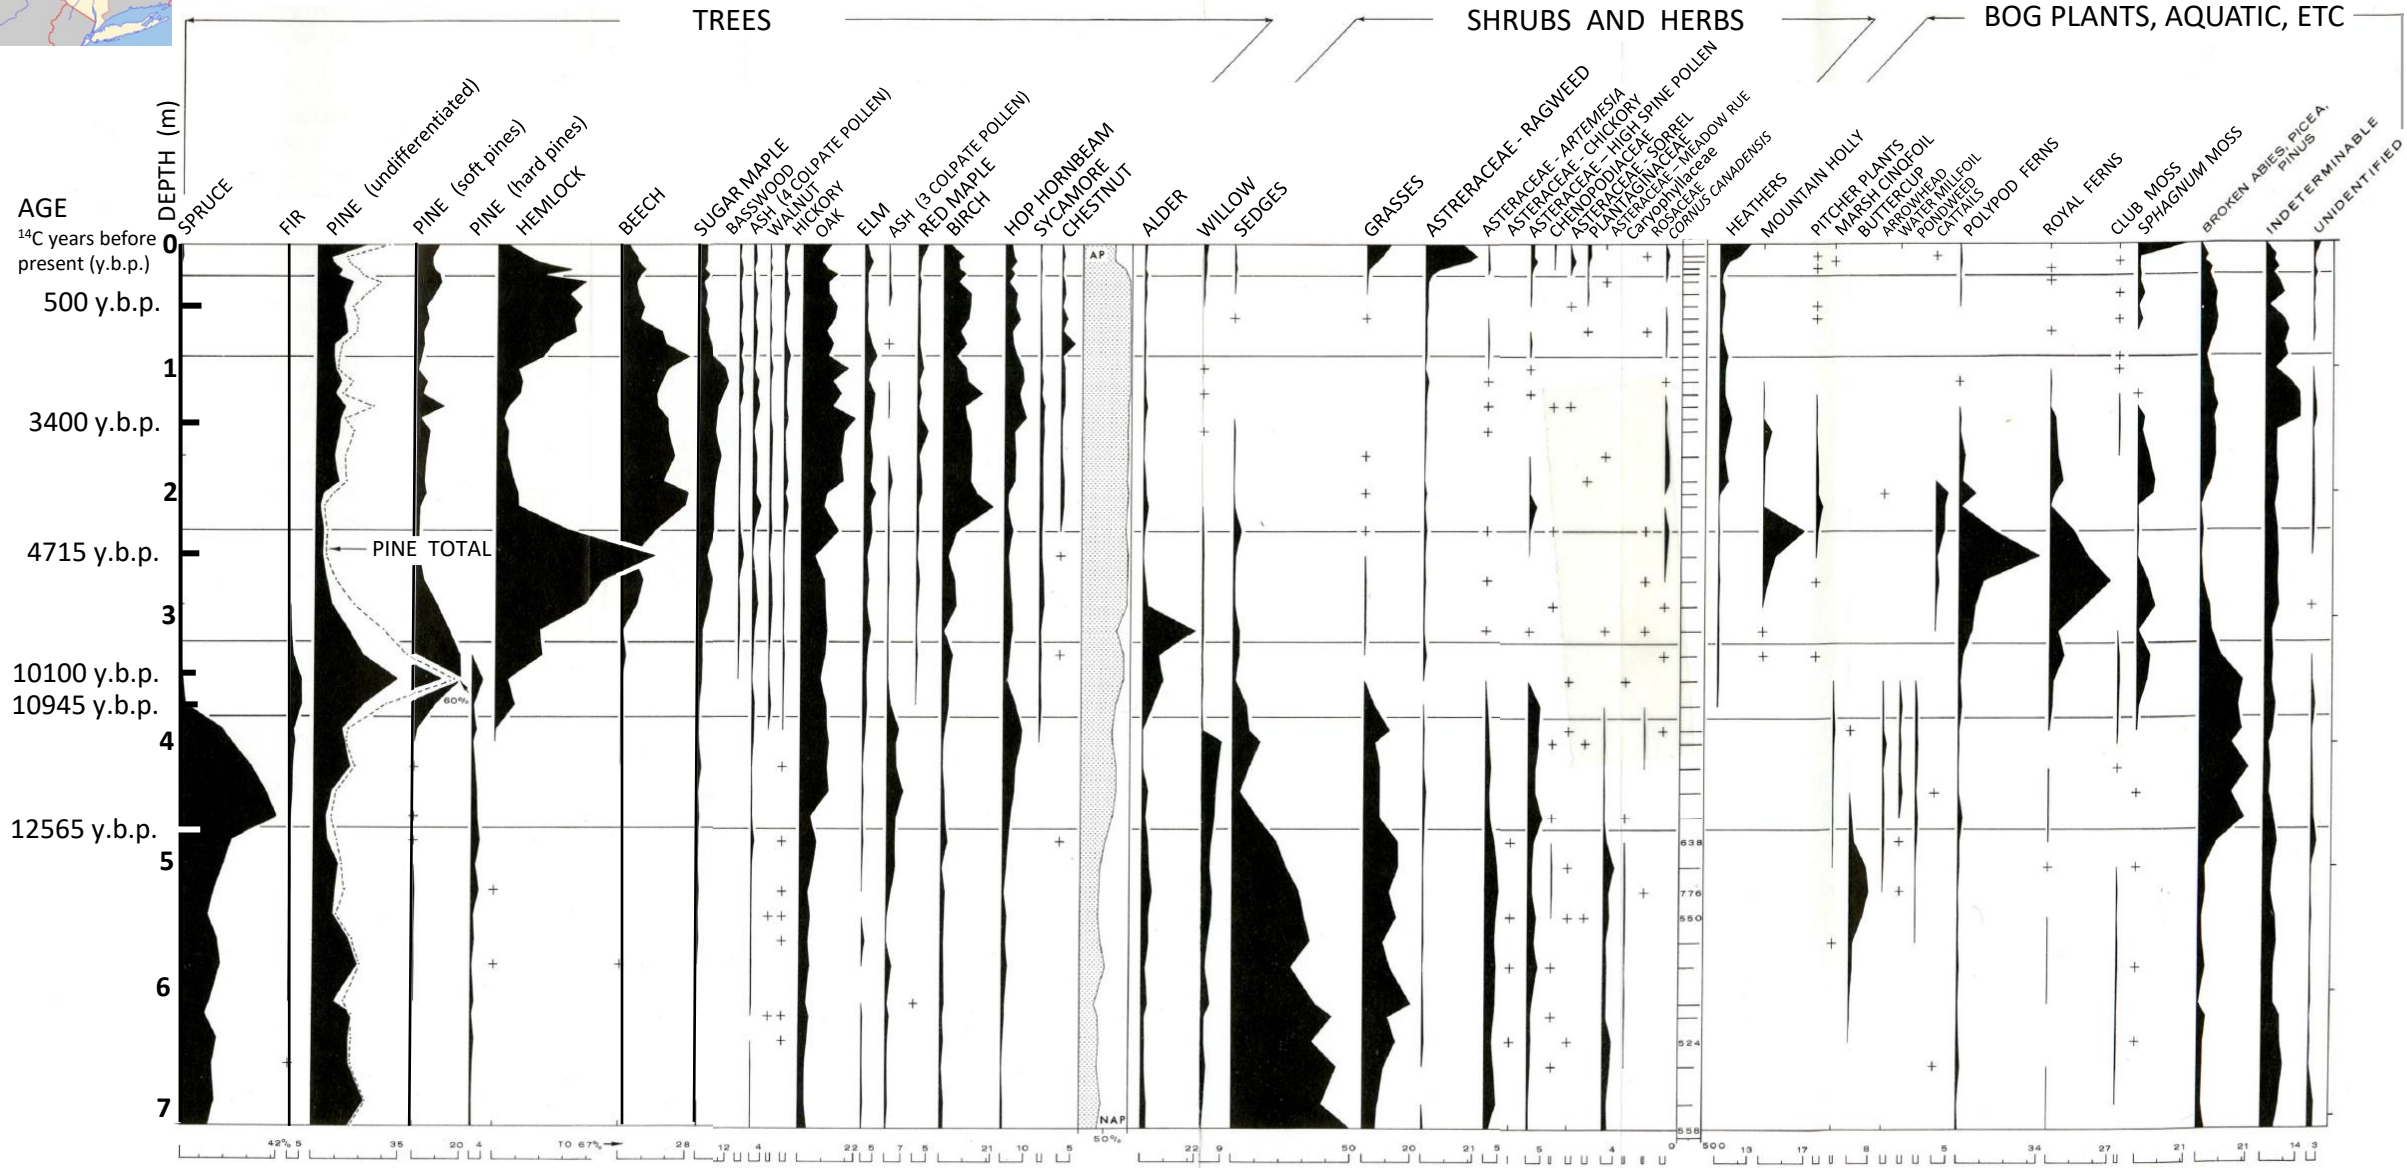 TREES
SHRUBS AND HERBS
BOG PLANTS, AQUATIC, ETC
AGE
14C years before
present (y.b.p.)
DEPTH (m)
SPRUCE
FIR
PINE (undifferentiated)
PINE (soft pines)
PINE (hard pines)
HEMLOCK
BEECH
SUGAR MAPLE
BASSWOOD
ASH (4 COLPATE POLLEN)
WALNUT
HICKORY
OAK
ELM
ASH (3 COLPATE POLLEN)
RED MAPLE
BIRCH
HOP HORNBEAM
SYCAMORE
CHESTNUT
ALDER
WILLOW
SEDGES
GRASSES
ASTRERACEAE - RAGWEED
ASTERACEAE - ARTEMESIA
ASTERACEAE - CHICKORY
ASTERACEAE – HIGH SPINE POLLEN
CHENOPODIACEAE
ASTERACEAE - SORREL
PLANTAGINACEAE
ASTERACEAE – MEADOW RUE
Caryophyllaceae
ROSACEAE
CORNUS CANADENSIS
HEATHERS
MOUNTAIN HOLLY
PITCHER PLANTS
MARSH CINQFOIL
BUTTERCUP
ARROWHEAD
WATER MILLFOIL
PONDWEED
CATTAILS
POLYPOD FERNS
ROYAL FERNS
CLUB MOSS
SPHAGNUM MOSS
BROKEN ABIES, PICEA,
PINUS
INDETERMINABLE
UNIDENTIFIED
0
AP
500 y.b.p.
1
3400 y.b.p.
2
4715 y.b.p.
PINE TOTAL
3
10100 y.b.p.
60%
10945 y.b.p.
4
12565 y.b.p.
638
5
776
550
6
524
7
NAP
558
42% 5 35 20 4 TO 67% 28 12 4 22 5 7 5 21 10 5 50% 22 9 50 20 21 5 5 4 0 500 13 17 8 5 34 27 21 21 14 3